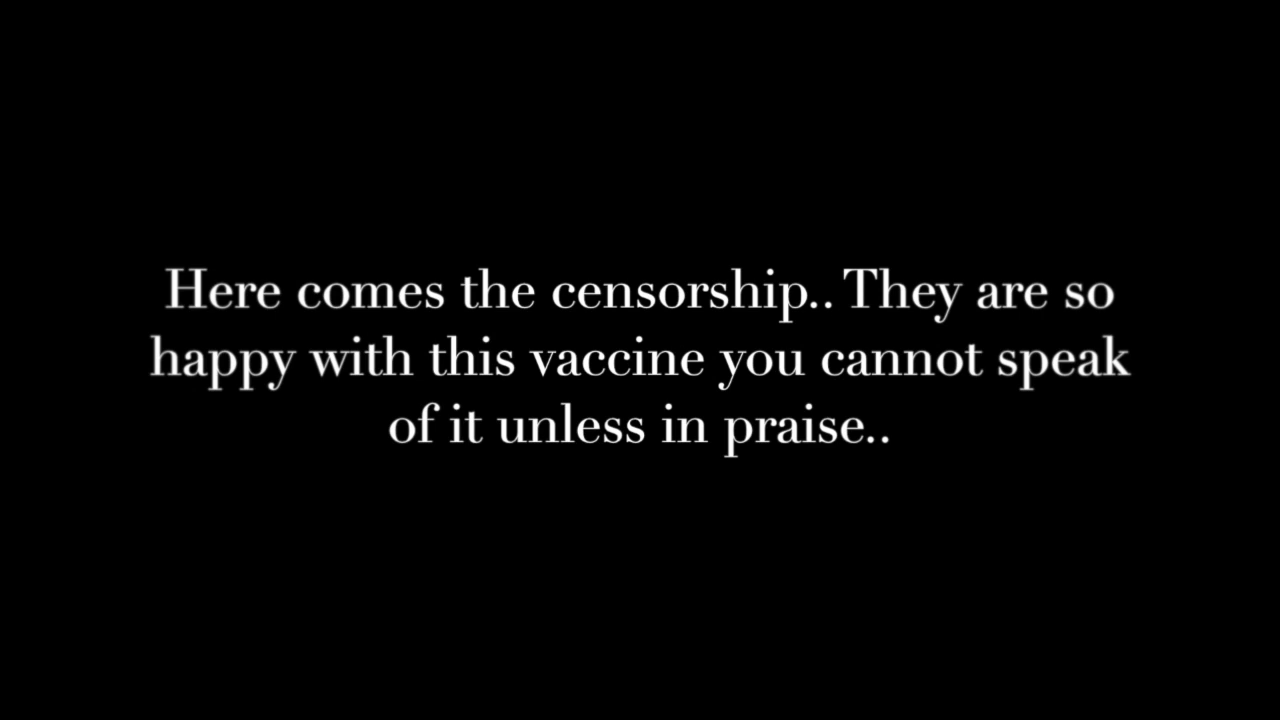 Here comes the censorship.. They are so
happy with this vaccine you cannot speak
of it unless in praise..